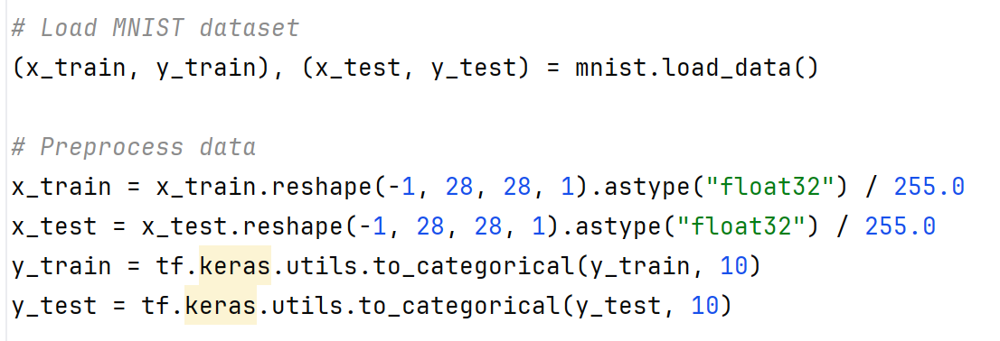 # Load MNIST dataset
(x_train, y_train), (x_test, y_test) = mnist.load_data()
# Preprocess data
x_train = x_train.reshape(-1, 28, 28, 1).astype("float32") / 255.0
x_test = x_test.reshape(-1, 28, 28, 1).astype("float32") / 255.0
y_train = tf.keras.utils.to_categorical(y_train, 10)
y_test = tf.keras.utils.to_categorical(y_test, 10)